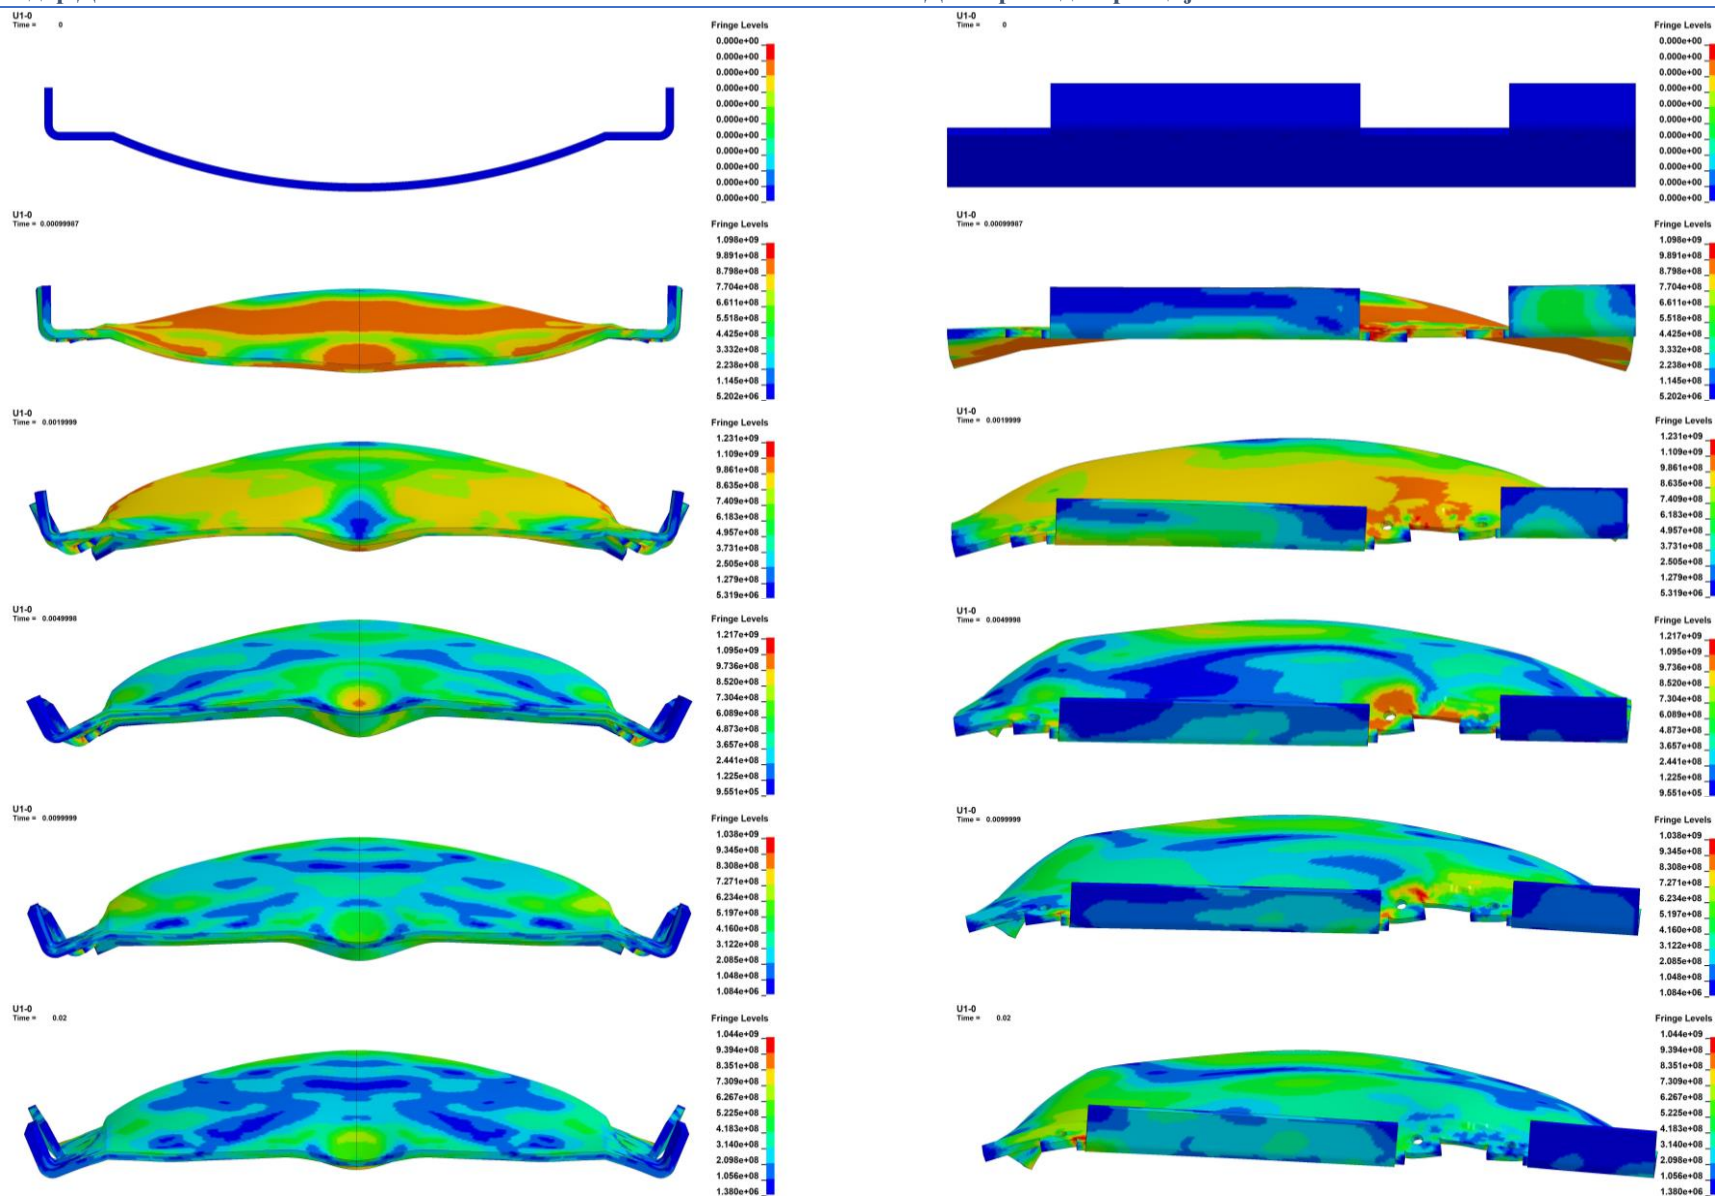 U1-0
Time = 0
Fringe Levels
0.000e+00
0.000e+00
0.000e+00
0.000e+00
0.000e+00
0.000e+00
0.000e+00
0.000e+00
0.000e+00
0.000e+00
0.000e+00
U1-0
Time = 0
Fringe Levels
0.000e+00
0.000e+00
0.000e+00
0.000e+00
0.000e+00
0.000e+00
0.000e+00
0.000e+00
0.000e+00
0.000e+00
0.000e+00
U1-0
Time = 0.00099987
Fringe Levels
1.098e+09
9.891e+08
8.798e+08
7.704e+08
6.611e+08
5.518e+08
4.425e+08
3.332e+08
2.238e+08
1.145e+08
5.202e+06
U1-0
Time = 0.00099987
Fringe Levels
1.098e+09
9.891e+08
8.798e+08
7.704e+08
6.611e+08
5.518e+08
4.425e+08
3.332e+08
2.238e+08
1.145e+08
5.202e+06
U1-0
Time = 0.0019999
Fringe Levels
1.231e+09
1.109e+09
9.861e+08
8.635e+08
7.409e+08
6.183e+08
4.957e+08
3.731e+08
2.505e+08
1.279e+08
5.319e+06
U1-0
Time = 0.0019999
Fringe Levels
1.231e+09
1.109e+09
9.861e+08
8.635e+08
7.409e+08
6.183e+08
4.957e+08
3.731e+08
2.505e+08
1.279e+08
5.319e+06
U1-0
Time = 0.0049998
Fringe Levels
1.217e+09
1.095e+09
9.736e+08
8.520e+08
7.304e+08
6.089e+08
4.873e+08
3.657e+08
2.441e+08
1.225e+08
9.551e+05
U1-0
Time = 0.0049998
Fringe Levels
1.217e+09
1.095e+09
9.736e+08
8.520e+08
7.304e+08
6.089e+08
4.873e+08
3.657e+08
2.441e+08
1.225e+08
9.551e+05
U1-0
Time = 0.0099999
Fringe Levels
1.038e+09
9.345e+08
8.308e+08
7.271e+08
6.234e+08
5.197e+08
4.160e+08
3.122e+08
2.085e+08
1.048e+08
1.084e+06
U1-0
Time = 0.0099999
Fringe Levels
1.038e+09
9.345e+08
8.308e+08
7.271e+08
6.234e+08
5.197e+08
4.160e+08
3.122e+08
2.085e+08
1.048e+08
1.084e+06
U1-0
Time = 0.02
Fringe Levels
1.044e+09
9.394e+08
8.351e+08
7.309e+08
6.267e+08
5.225e+08
4.183e+08
3.140e+08
2.098e+08
1.056e+08
1.380e+06
U1-0
Time = 0.02
Fringe Levels
1.044e+09
9.394e+08
8.351e+08
7.309e+08
6.267e+08
5.225e+08
4.183e+08
3.140e+08
2.098e+08
1.056e+08
1.380e+06